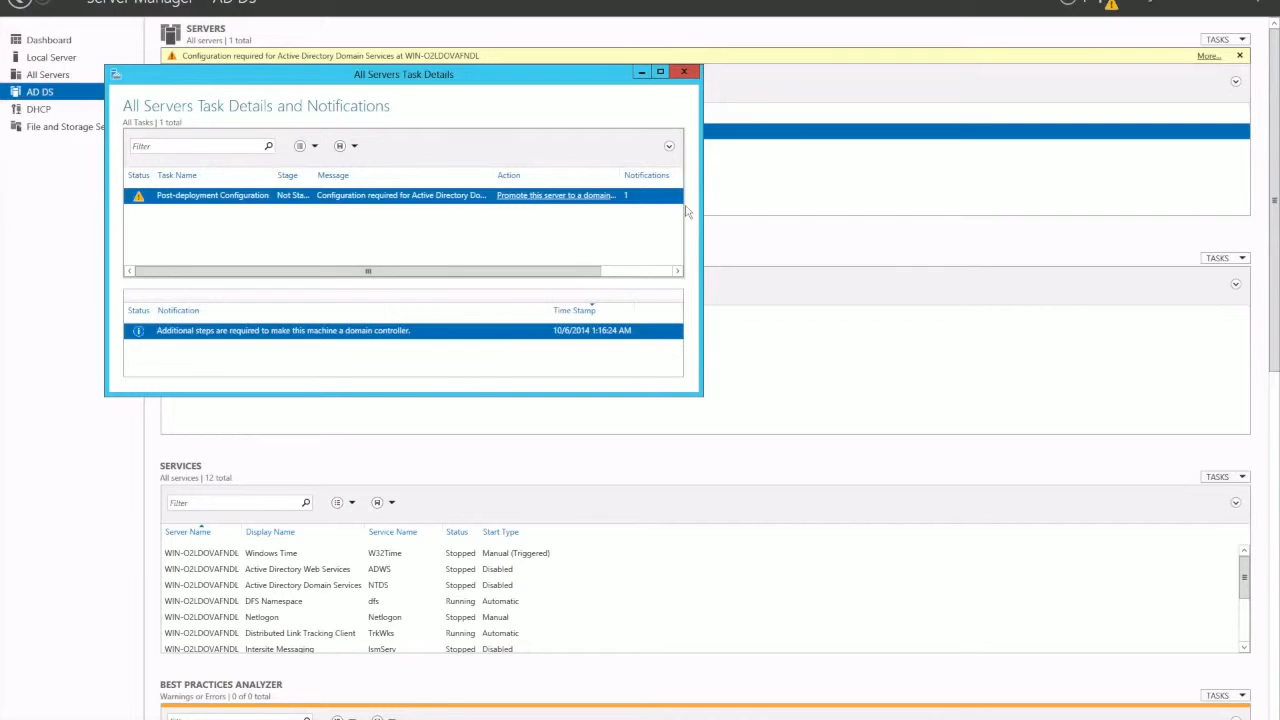 Server Manager AD DS
Dashboard
Local Server
All Servers
AD DS
DHCP
File and Storage Se
SERVERS
All servers | 1 total
TASKS
Configuration required for Active Directory Domain Services at WIN-O2LDOVAFNDL
More...
All Servers Task Details
All Servers Task Details and Notifications
All Tasks | 1 total
Filter
Status Task Name Stage Message Action Notifications
Post-deployment Configuration Not Sta... Configuration required for Active Directory Do... Promote this server to a domain... 1
Status Notification Time Stamp
Additional steps are required to make this machine a domain controller. 10/6/2014 1:16:24 AM
TASKS
SERVICES
All services | 12 total
TASKS
Filter
Server Name Display Name Service Name Status Start Type
WIN-O2LDOVAFNDL Windows Time W32Time Stopped Manual (Triggered)
WIN-O2LDOVAFNDL Active Directory Web Services ADWS Stopped Disabled
WIN-O2LDOVAFNDL Active Directory Domain Services NTDS Stopped Disabled
WIN-O2LDOVAFNDL DFS Namespace dfs Running Automatic
WIN-O2LDOVAFNDL Netlogon Netlogon Stopped Manual
WIN-O2LDOVAFNDL Distributed Link Tracking Client TrkWks Running Automatic
WIN-O2LDOVAFNDL Intersite Messaging IsmServ Stopped Disabled
BEST PRACTICES ANALYZER
Warnings or Errors | 0 of 0 total
TASKS